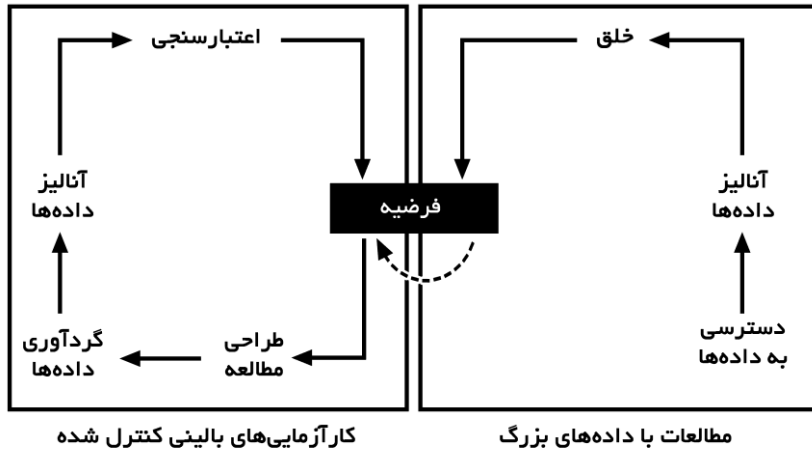 خلق
اعتبارسنجی
آنالیز
داده‌ها
آنالیز
داده‌ها
فرضیه
دسترسی
به داده‌ها
طراحی
مطالعه
گردآوری
داده‌ها
مطالعات با داده‌های بزرگ
کارآزمایی‌های بالینی کنترل شده